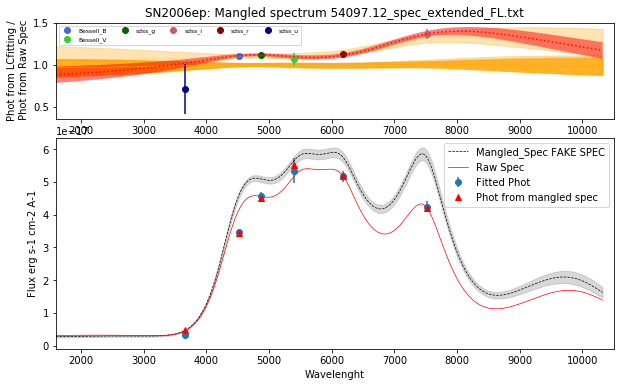 SN2006ep: Mangled spectrum 54097.12_spec_extended_FL.txt
Phot from LCfitting /
Phot from Raw Spec
Bessell_B sdss_g sdss_i sdss_r sdss_u
Bessell_V
1.5
1.0
0.5
2000 3000 4000 5000 6000 7000 8000 9000 10000
1e−17
Mangled_Spec FAKE SPEC
Raw Spec
Fitted Phot
Phot from mangled spec
Flux erg s-1 cm-2 A-1
6
5
4
3
2
1
0
2000 3000 4000 5000 6000 7000 8000 9000 10000
Wavelenght